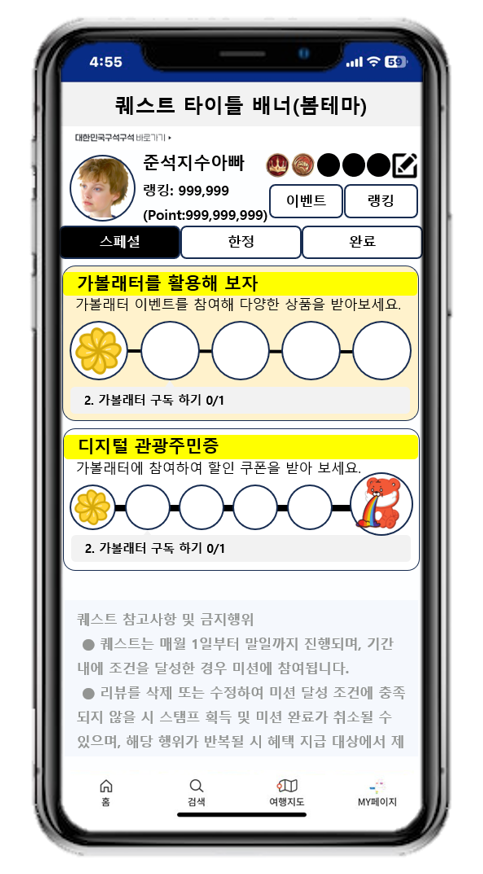 4:55
59
퀘스트 타이틀 배너(봄테마)
대한민국구석구석 바로가기
준석지수아빠
랭킹: 999,999
(Point:999,999,999)
이벤트
랭킹
스페셜
한정
완료
가볼래터를 활용해 보자
가볼래터 이벤트를 참여해 다양한 상품을 받아보세요.
2. 가볼래터 구독 하기 0/1
디지털 관광주민증
가볼래터에 참여하여 할인 쿠폰을 받아 보세요.
2. 가볼래터 구독 하기 0/1
퀘스트 참고사항 및 금지행위
● 퀘스트는 매월 1일부터 말일까지 진행되며, 기간
내에 조건을 달성한 경우 미션에 참여됩니다.
● 리뷰를 삭제 또는 수정하여 미션 달성 조건에 충족
되지 않을 시 스탬프 획득 및 미션 완료가 취소될 수
있으며, 해당 행위가 반복될 시 혜택 지급 대상에서 제
홈
검색
여행지도
MY페이지